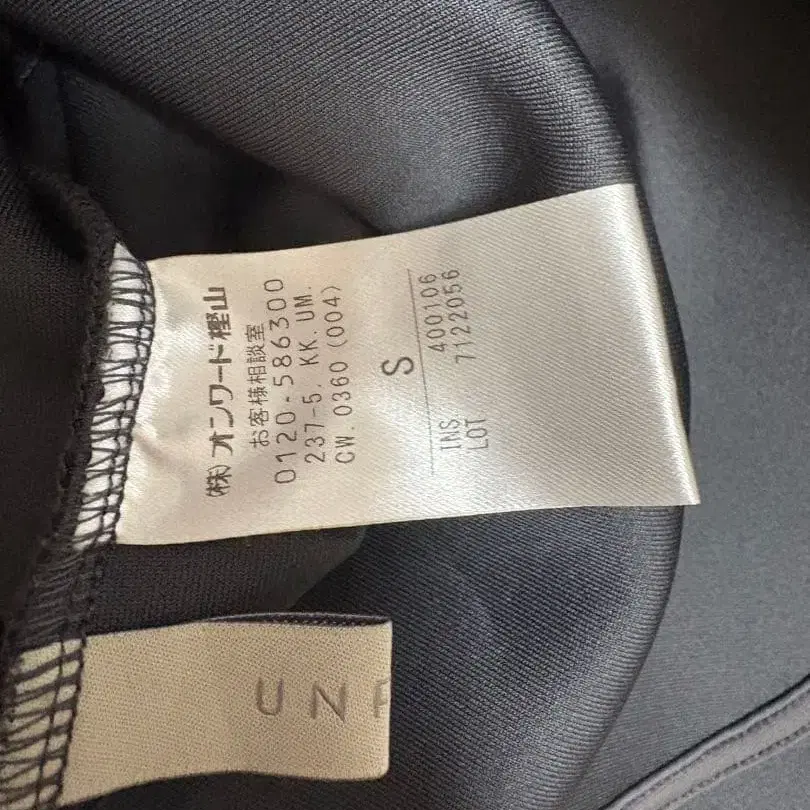 (株)オンワード樫山
お客様相談室
0120-586300
237-5. KK. UM.
CW. 0360 (004)
S
INS 400106
LOT 7122056
UN